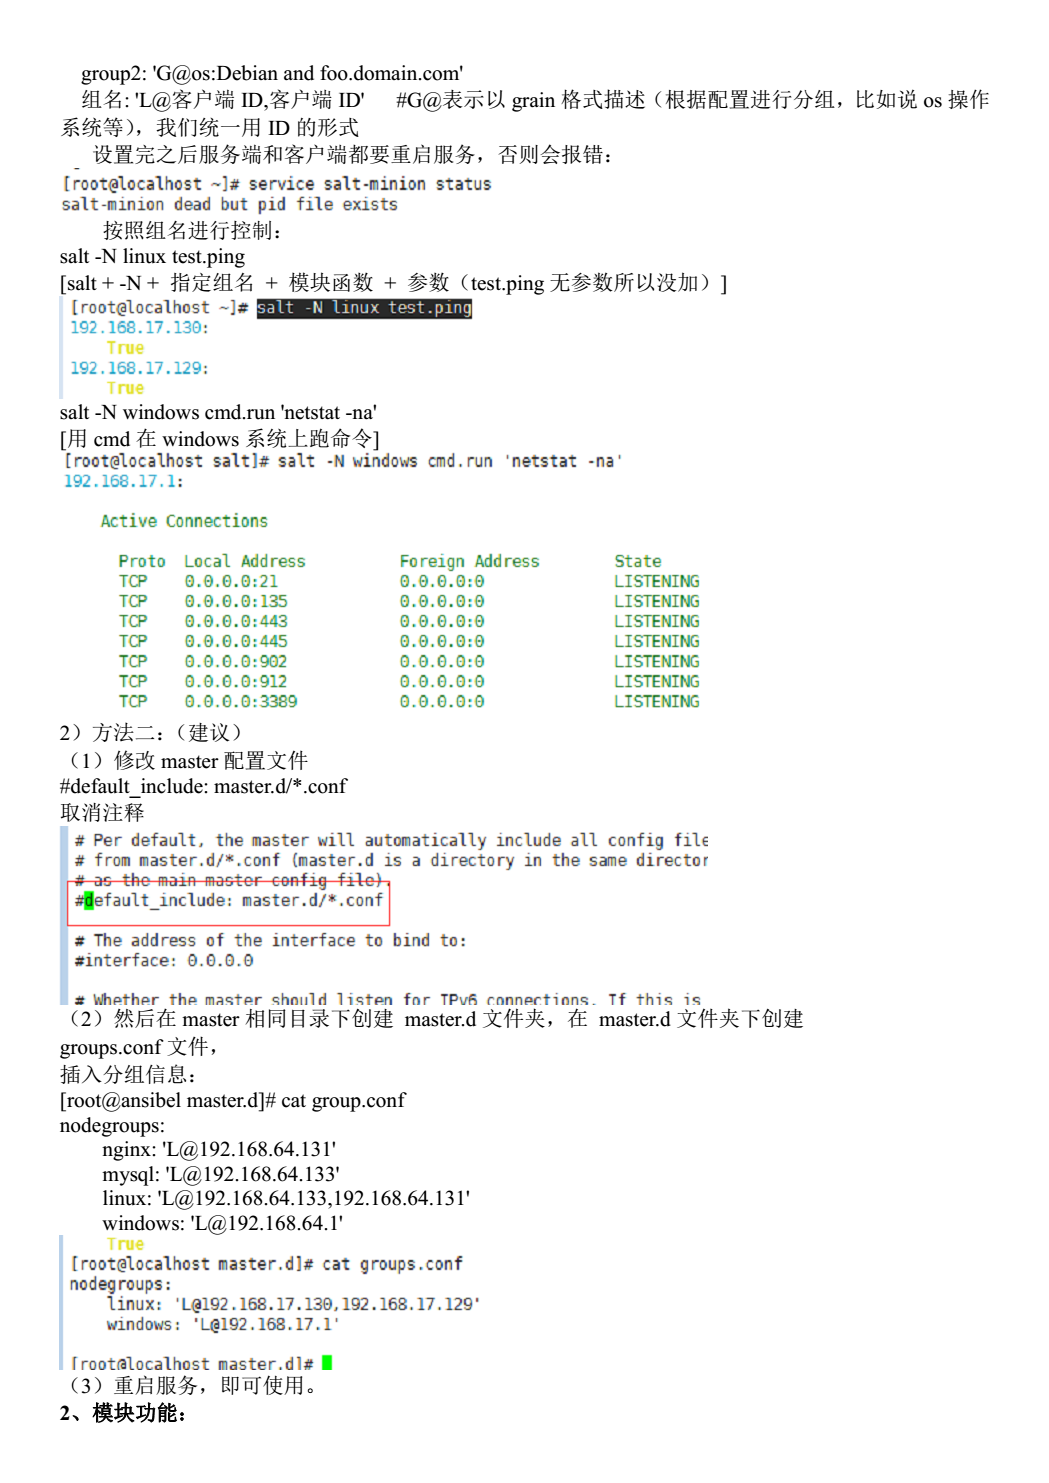 group2: 'G@os:Debian and foo.domain.com'
组名: 'L@客户端 ID,客户端 ID'　#G@表示以 grain 格式描述（根据配置进行分组，比如说 os 操作
系统等），我们统一用 ID 的形式
设置完之后服务端和客户端都要重启服务，否则会报错：
[root@localhost ~]# service salt-minion status
salt-minion dead but pid file exists
按照组名进行控制：
salt -N linux test.ping
[salt + -N + 指定组名 + 模块函数 + 参数（test.ping 无参数所以没加）]
[root@localhost ~]# salt -N linux test.ping
192.168.17.130:
True
192.168.17.129:
True
salt -N windows cmd.run 'netstat -na'
[用 cmd 在 windows 系统上跑命令]
[root@localhost salt]# salt -N windows cmd.run 'netstat -na'
192.168.17.1:
Active Connections
Proto  Local Address          Foreign Address        State
TCP    0.0.0.0:21             0.0.0.0:0              LISTENING
TCP    0.0.0.0:135            0.0.0.0:0              LISTENING
TCP    0.0.0.0:443            0.0.0.0:0              LISTENING
TCP    0.0.0.0:445            0.0.0.0:0              LISTENING
TCP    0.0.0.0:902            0.0.0.0:0              LISTENING
TCP    0.0.0.0:912            0.0.0.0:0              LISTENING
TCP    0.0.0.0:3389           0.0.0.0:0              LISTENING
2）方法二：（建议）
（1）修改 master 配置文件
#default_include: master.d/*.conf
取消注释
# Per default, the master will automatically include all config file
# from master.d/*.conf (master.d is a directory in the same director
# as the main master config file).
#default_include: master.d/*.conf
# The address of the interface to bind to:
#interface: 0.0.0.0
# Whether the master should listen for IPv6 connections. If this is
（2）然后在 master 相同目录下创建 master.d 文件夹，在 master.d 文件夹下创建
groups.conf 文件，
插入分组信息：
[root@ansibel master.d]# cat group.conf
nodegroups:
nginx: 'L@192.168.64.131'
mysql: 'L@192.168.64.133'
linux: 'L@192.168.64.133,192.168.64.131'
windows: 'L@192.168.64.1'
True
[root@localhost master.d]# cat groups.conf
nodegroups:
linux: 'L@192.168.17.130,192.168.17.129'
windows: 'L@192.168.17.1'
[root@localhost master.d]#
（3）重启服务，即可使用。
2、模块功能：